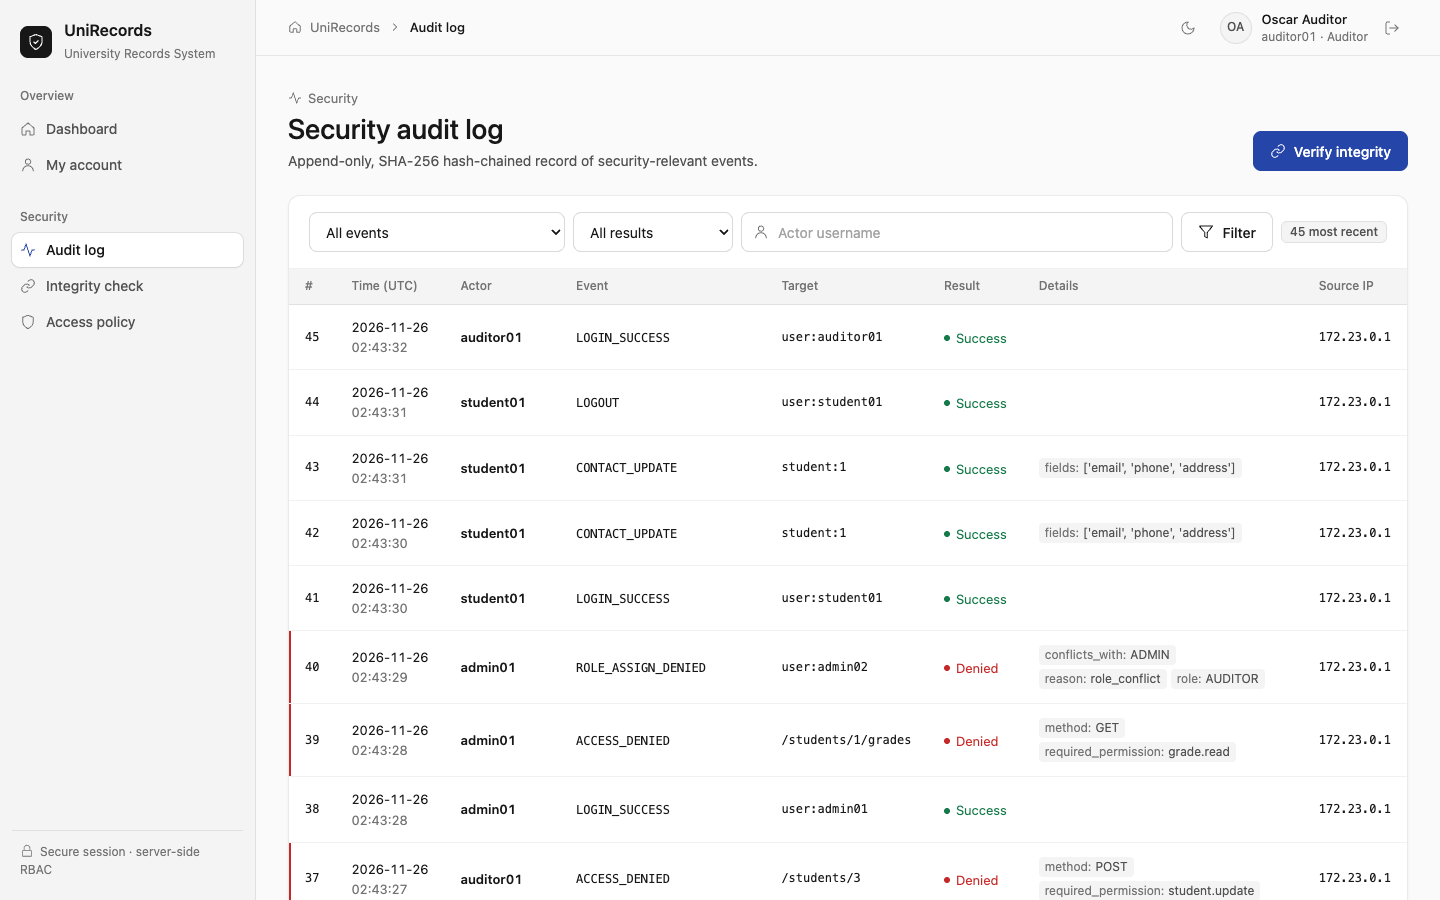 UniRecords
University Records System
Overview
Dashboard
My account
Security
Audit log
Integrity check
Access policy
Secure session · server-side
RBAC
UniRecords > Audit log
OA
Oscar Auditor
auditor01 · Auditor
Security
Security audit log
Append-only, SHA-256 hash-chained record of security-relevant events.
Verify integrity
All events
All results
Actor username
Filter
45 most recent
# Time (UTC) Actor Event Target Result Details Source IP
45 2026-11-26 02:43:32 auditor01 LOGIN_SUCCESS user:auditor01 Success 172.23.0.1
44 2026-11-26 02:43:31 student01 LOGOUT user:student01 Success 172.23.0.1
43 2026-11-26 02:43:31 student01 CONTACT_UPDATE student:1 Success fields: ['email', 'phone', 'address'] 172.23.0.1
42 2026-11-26 02:43:30 student01 CONTACT_UPDATE student:1 Success fields: ['email', 'phone', 'address'] 172.23.0.1
41 2026-11-26 02:43:30 student01 LOGIN_SUCCESS user:student01 Success 172.23.0.1
40 2026-11-26 02:43:29 admin01 ROLE_ASSIGN_DENIED user:admin02 Denied conflicts_with: ADMIN reason: role_conflict role: AUDITOR 172.23.0.1
39 2026-11-26 02:43:28 admin01 ACCESS_DENIED /students/1/grades Denied method: GET required_permission: grade.read 172.23.0.1
38 2026-11-26 02:43:28 admin01 LOGIN_SUCCESS user:admin01 Success 172.23.0.1
37 2026-11-26 02:43:27 auditor01 ACCESS_DENIED /students/3 Denied method: POST required_permission: student.update 172.23.0.1